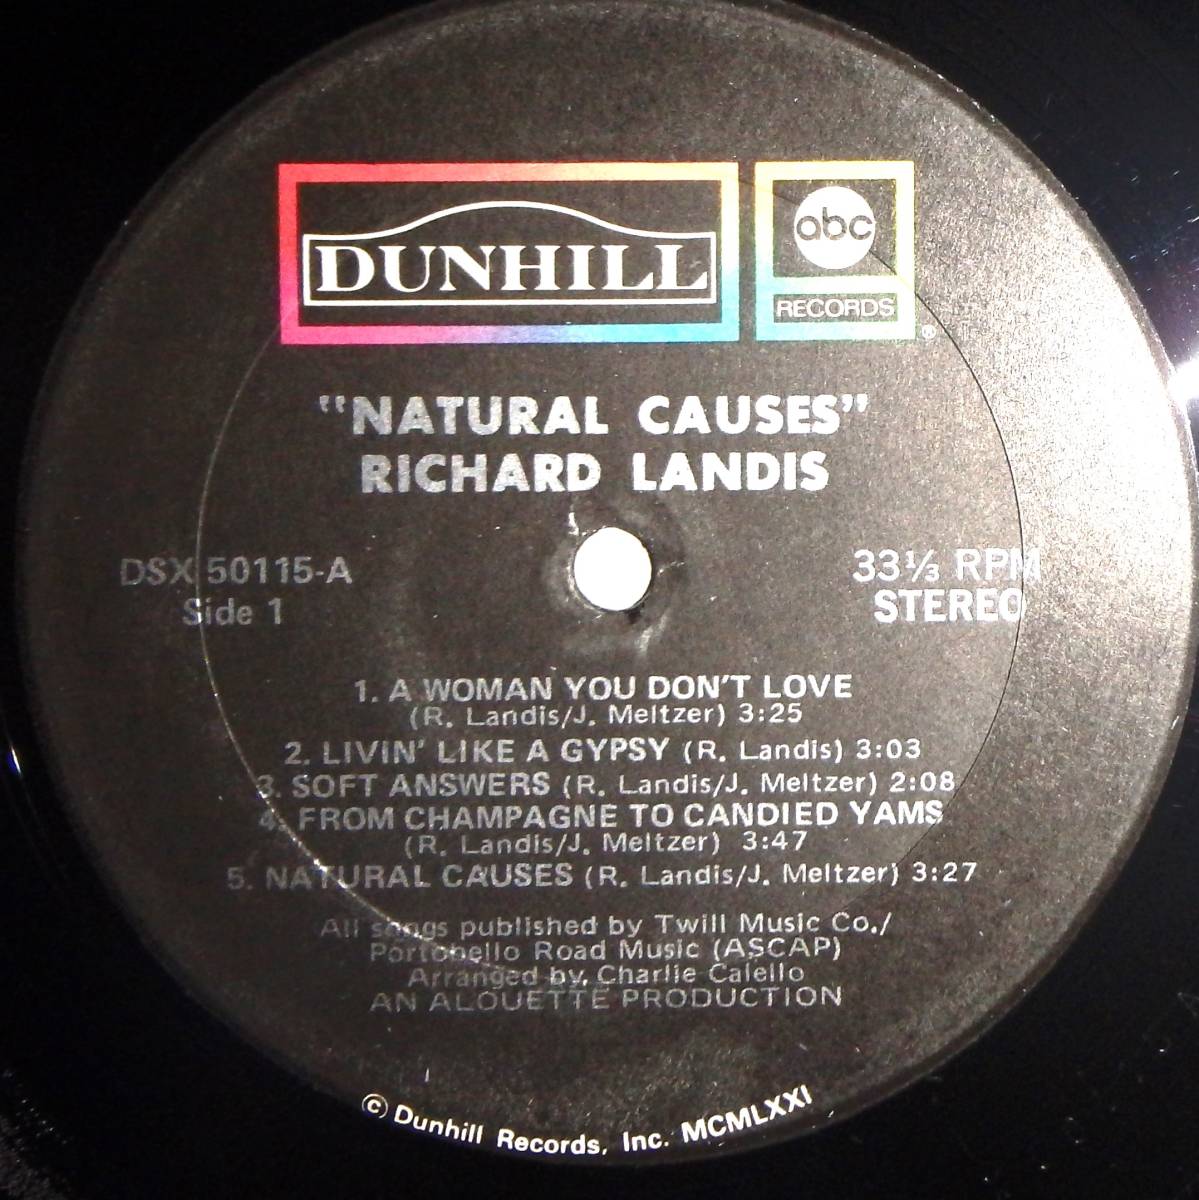 DUNHILL
abc
RECORDS
®
"NATURAL CAUSES"
RICHARD LANDIS
DSX 50115-A
Side 1
33⅓ RPM
STEREO
1. A WOMAN YOU DON'T LOVE
(R. Landis/J. Meltzer) 3:25
2. LIVIN' LIKE A GYPSY (R. Landis) 3:03
3. SOFT ANSWERS (R. Landis/J. Meltzer) 2:08
4. FROM CHAMPAGNE TO CANDIED YAMS
(R. Landis/J. Meltzer) 3:47
5. NATURAL CAUSES (R. Landis/J. Meltzer) 3:27
All songs published by Twill Music Co./
Portobello Road Music (ASCAP)
Arranged by, Charlie Calello
AN ALOUETTE PRODUCTION
© Dunhill Records, Inc. MCMLXXI